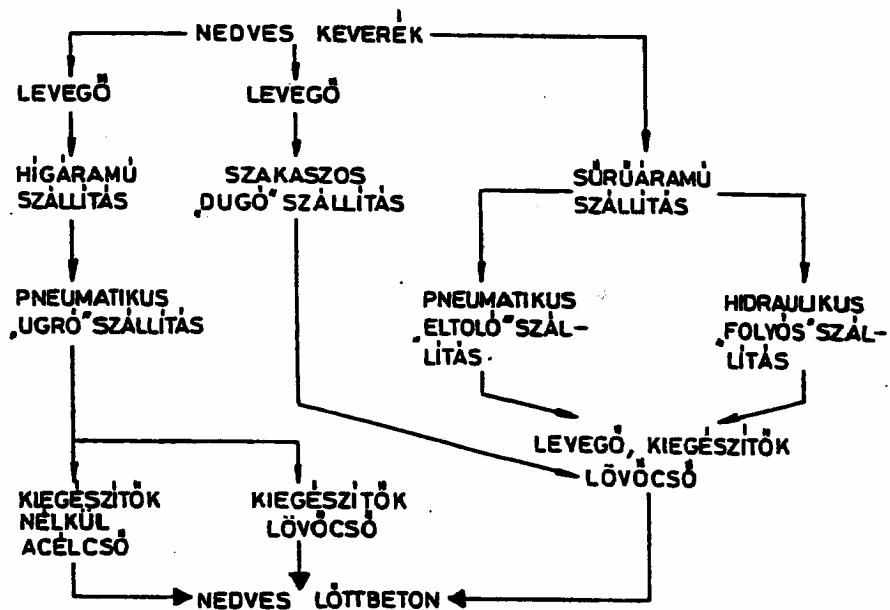 NEDVES KEVERÉK
LEVEGŐ
LEVEGŐ
HÍGÁRAMÚ
SZÁLLÍTÁS
SZAKASZOS
„DUGÓ" SZÁLLÍTÁS
SŰRŰÁRAMÚ
SZÁLLÍTÁS
PNEUMATIKUS
„UGRÓ" SZÁLLÍTÁS
PNEUMATIKUS
„ELTOLÓ" SZÁL-
LÍTÁS.
HIDRAULIKUS
„FOLYÓS" SZÁL-
LÍTÁS
LEVEGŐ, KIEGÉSZÍTŐK
LÖVŐCSŐ
KIEGÉSZÍTŐK
NÉLKÜL
ACÉLCSŐ
KIEGÉSZÍTŐK
LÖVŐCSŐ
NEDVES LŐTTBETON